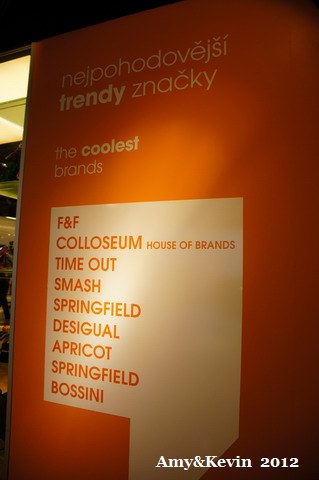 nejpohodovější
trendy značky
the coolest
brands
F&F
COLLOSEUM HOUSE OF BRANDS
TIME OUT
SMASH
SPRINGFIELD
DESIGUAL
APRICOT
SPRINGFIELD
BOSSINI
Amy&Kevin 2012